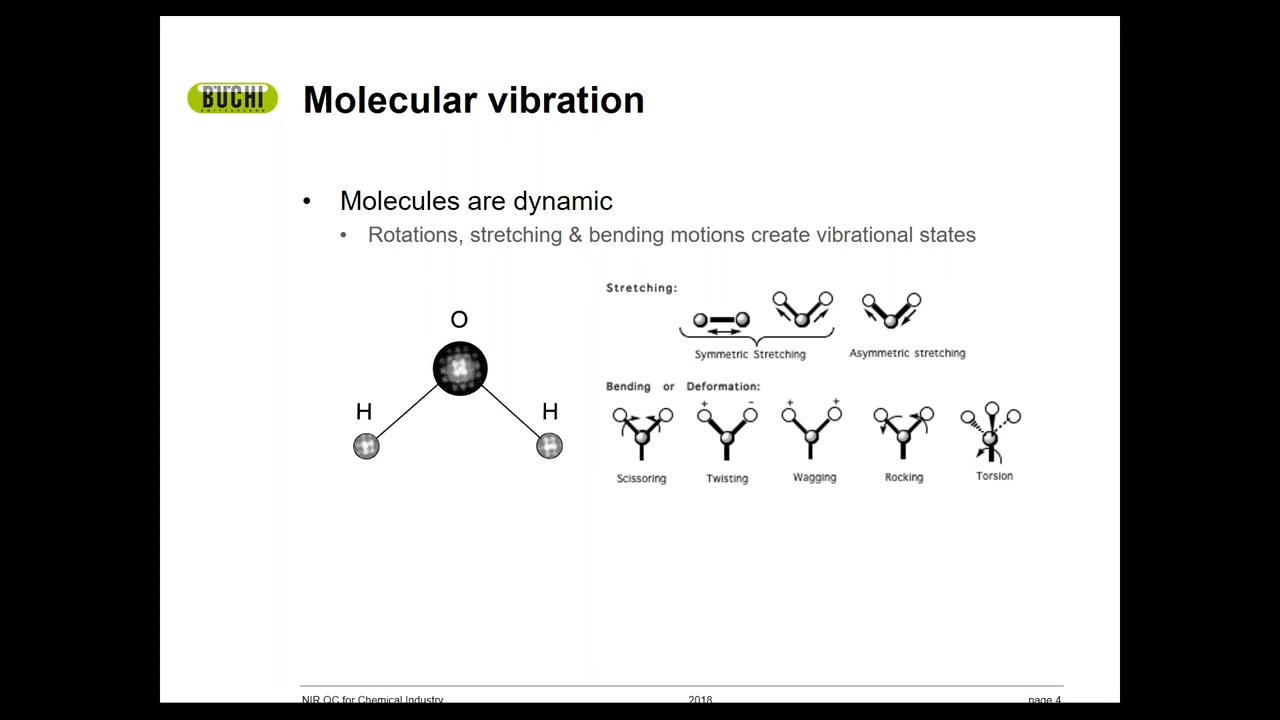 BUCHI
SWITZERLAND
Molecular vibration
• Molecules are dynamic
• Rotations, stretching & bending motions create vibrational states
O
H
H
Stretching:
Symmetric Stretching
Asymmetric stretching
Bending or Deformation:
+ - + +
Scissoring Twisting Wagging Rocking Torsion
NIR QC for Chemical Industry 2018 page 4